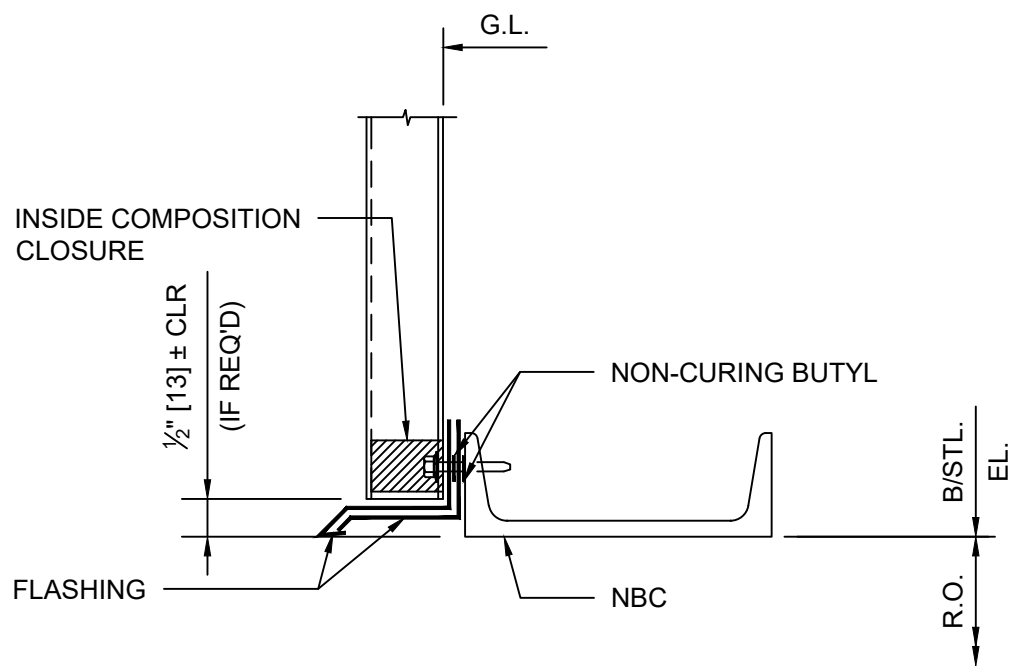 G.L.
INSIDE COMPOSITION
CLOSURE
½" [13] ± CLR
(IF REQ'D)
NON-CURING BUTYL
B/STL.
EL.
FLASHING
NBC
R.O.